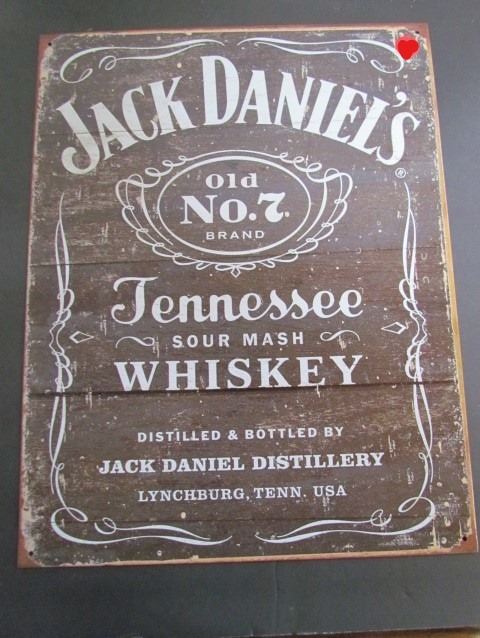 JACK DANIEL'S
®
Old
No.7.
BRAND
Tennessee
SOUR MASH
WHISKEY
DISTILLED & BOTTLED BY
JACK DANIEL DISTILLERY
LYNCHBURG, TENN. USA